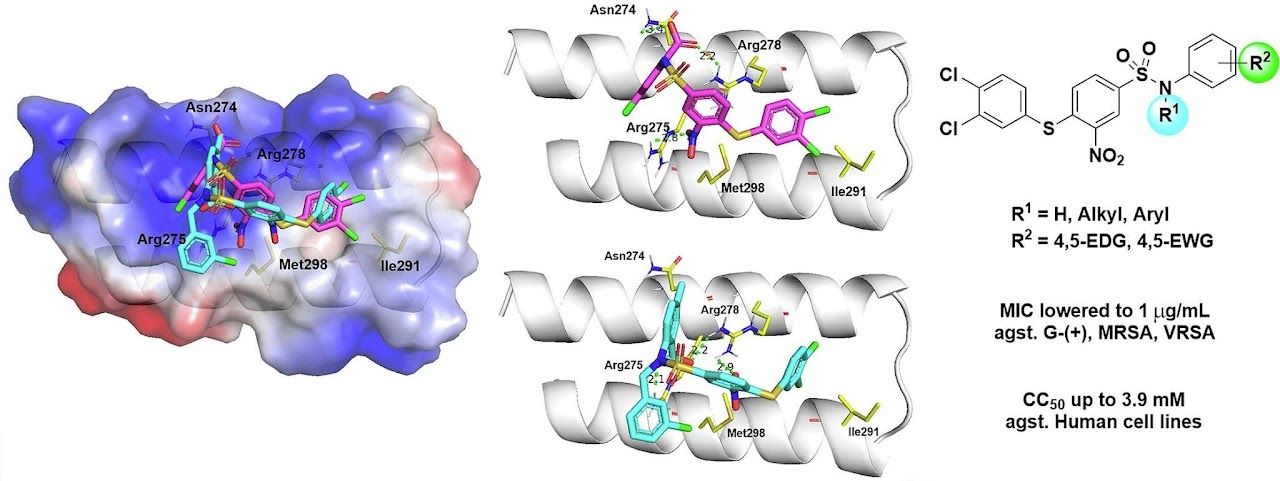 Asn274
Arg278
Arg275
Met298
Ile291
Asn274
3.4
2.2
Arg278
Arg275
2.8
Met298
Ile291
Asn274
Arg278
2.2
Arg275
2.9
2.1
Met298
Ile291
Cl
Cl
S
NO2
O O
S
N
R1
R2
R1 = H, Alkyl, Aryl
R2 = 4,5-EDG, 4,5-EWG
MIC lowered to 1 μg/mL
agst. G-(+), MRSA, VRSA
CC50 up to 3.9 mM
agst. Human cell lines